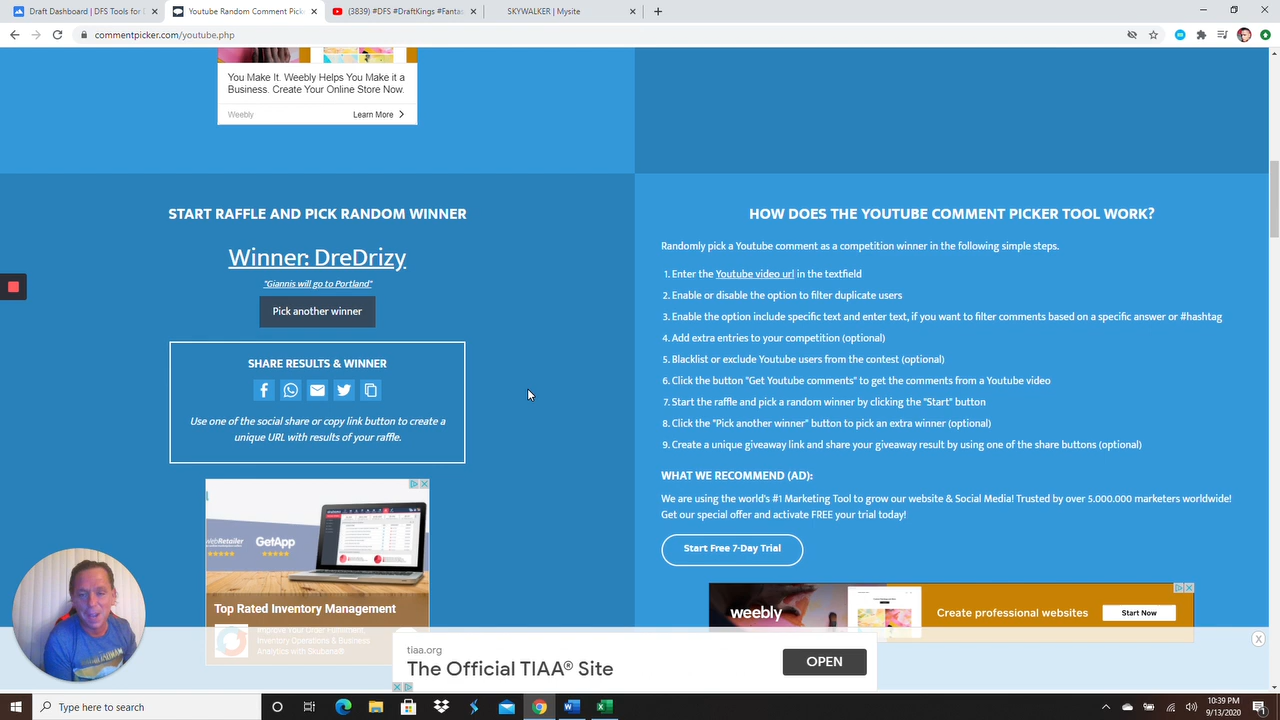 Draft Dashboard | DFS Tools for D
Youtube Random Comment Pick
(3839) #DFS #DraftKings #Fantas
SKYWALKER | Mysite
commentpicker.com/youtube.php
You Make It. Weebly Helps You Make it a
Business. Create Your Online Store Now.
Weebly
Learn More
START RAFFLE AND PICK RANDOM WINNER
Winner: DreDrizy
"Giannis will go to Portland"
Pick another winner
SHARE RESULTS & WINNER
Use one of the social share or copy link button to create a
unique URL with results of your raffle.
WebRetailer
GetApp
Top Rated Inventory Management
Improve Your Order Fulfillment,
Inventory Operations & Business
Analytics with Skubana®.
HOW DOES THE YOUTUBE COMMENT PICKER TOOL WORK?
Randomly pick a Youtube comment as a competition winner in the following simple steps.
1. Enter the Youtube video url in the textfield
2. Enable or disable the option to filter duplicate users
3. Enable the option include specific text and enter text, if you want to filter comments based on a specific answer or #hashtag
4. Add extra entries to your competition (optional)
5. Blacklist or exclude Youtube users from the contest (optional)
6. Click the button "Get Youtube comments" to get the comments from a Youtube video
7. Start the raffle and pick a random winner by clicking the "Start" button
8. Click the "Pick another winner" button to pick an extra winner (optional)
9. Create a unique giveaway link and share your giveaway result by using one of the share buttons (optional)
WHAT WE RECOMMEND (AD):
We are using the world's #1 Marketing Tool to grow our website & Social Media! Trusted by over 5.000.000 marketers worldwide!
Get our special offer and activate FREE your trial today!
Start Free 7-Day Trial
weebly
Create professional websites
Start Now
tiaa.org
The Official TIAA® Site
OPEN
Type here to search
10:39 PM
9/13/2020